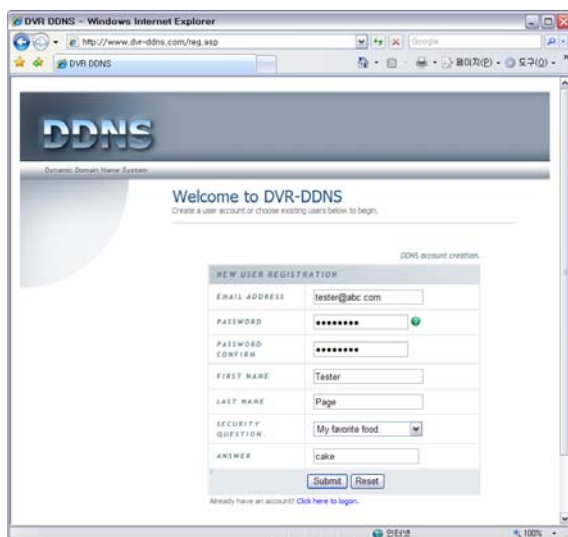 DVR DDNS - Windows Internet Explorer
http://www.dvr-ddns.com/reg.asp
Google
DVR DDNS
페이지(P)
도구(O)
DDNS
Dynamic Domain Name System
Welcome to DVR-DDNS
Create a user account or choose existing users below to begin.
DDNS account creation.
NEW USER REGISTRATION
EMAIL ADDRESS tester@abc.com
PASSWORD ●●●●●●●●
PASSWORD CONFIRM ●●●●●●●●
FIRST NAME Tester
LAST NAME Page
SECURITY QUESTION. My favorite food.
ANSWER cake
Submit Reset
Already have an account? Click here to logon.
인터넷 100%